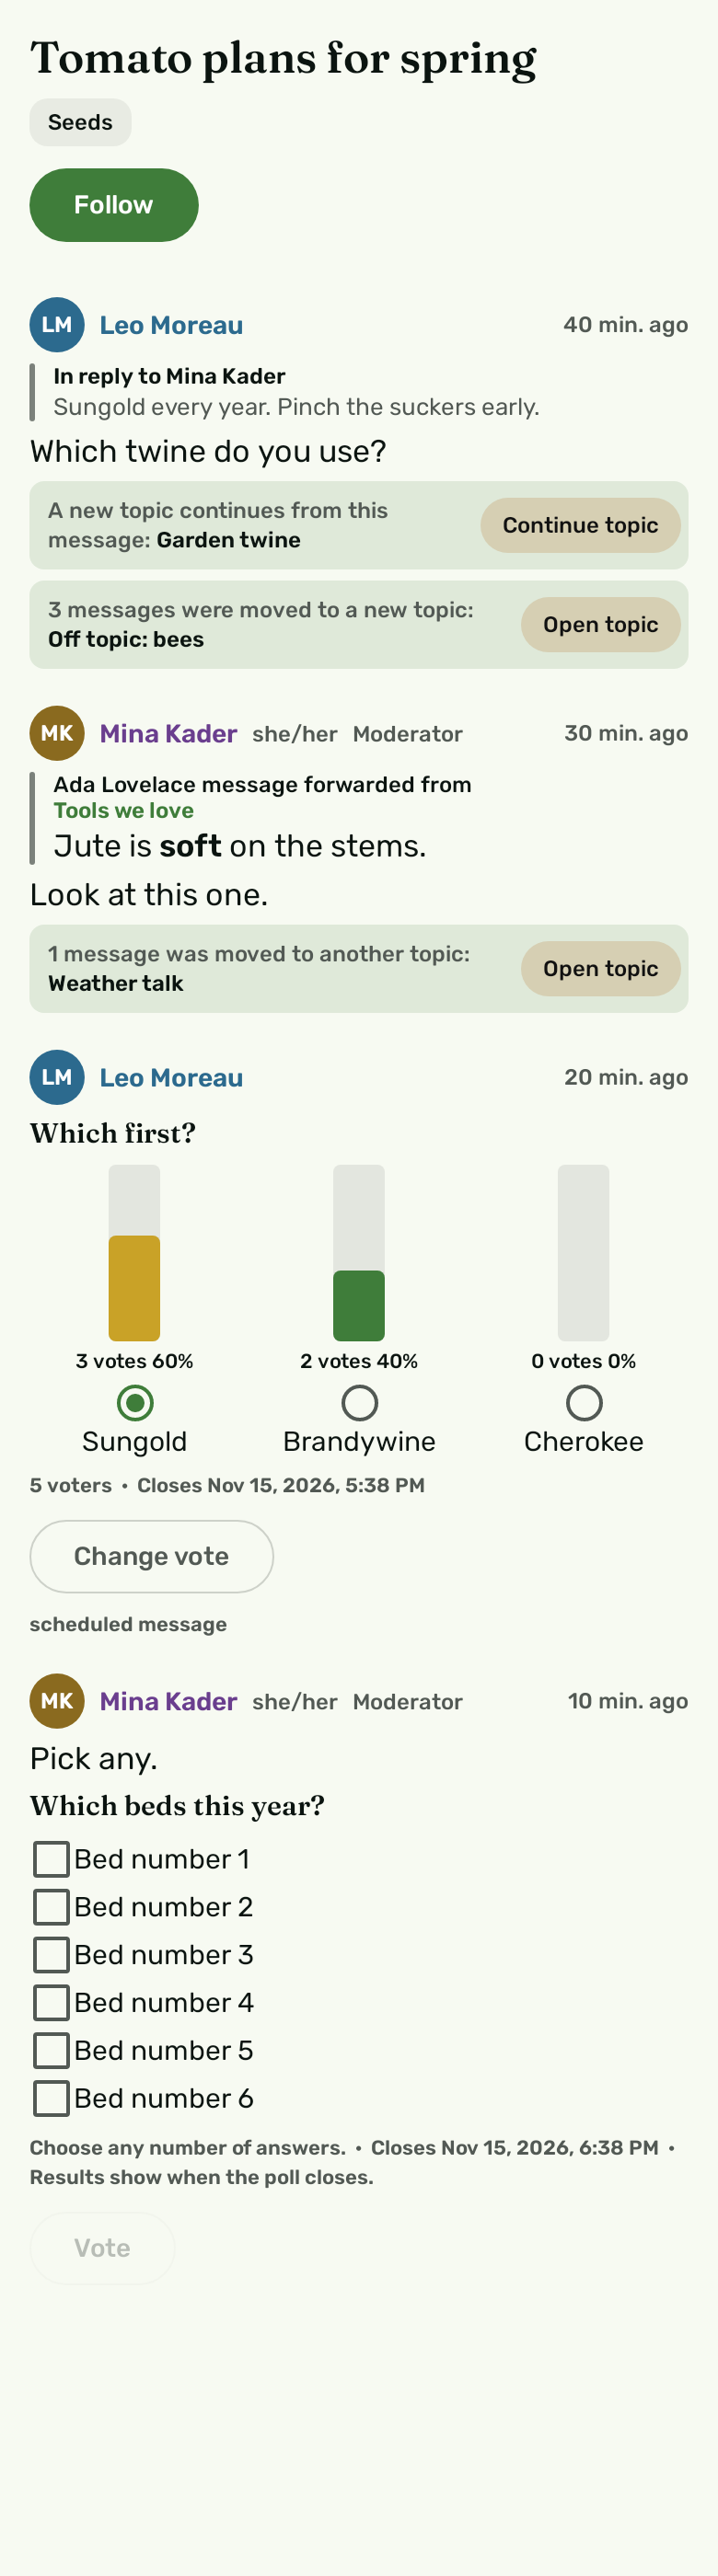 Tomato plans for spring
Seeds
Follow
LM Leo Moreau 40 min. ago
In reply to Mina Kader
Sungold every year. Pinch the suckers early.
Which twine do you use?
A new topic continues from this
message: Garden twine
Continue topic
3 messages were moved to a new topic:
Off topic: bees
Open topic
MK Mina Kader she/her Moderator 30 min. ago
Ada Lovelace message forwarded from
Tools we love
Jute is soft on the stems.
Look at this one.
1 message was moved to another topic:
Weather talk
Open topic
LM Leo Moreau 20 min. ago
Which first?
3 votes 60% 2 votes 40% 0 votes 0%
Sungold Brandywine Cherokee
5 voters • Closes Nov 15, 2026, 5:38 PM
Change vote
scheduled message
MK Mina Kader she/her Moderator 10 min. ago
Pick any.
Which beds this year?
Bed number 1
Bed number 2
Bed number 3
Bed number 4
Bed number 5
Bed number 6
Choose any number of answers. • Closes Nov 15, 2026, 6:38 PM •
Results show when the poll closes.
Vote